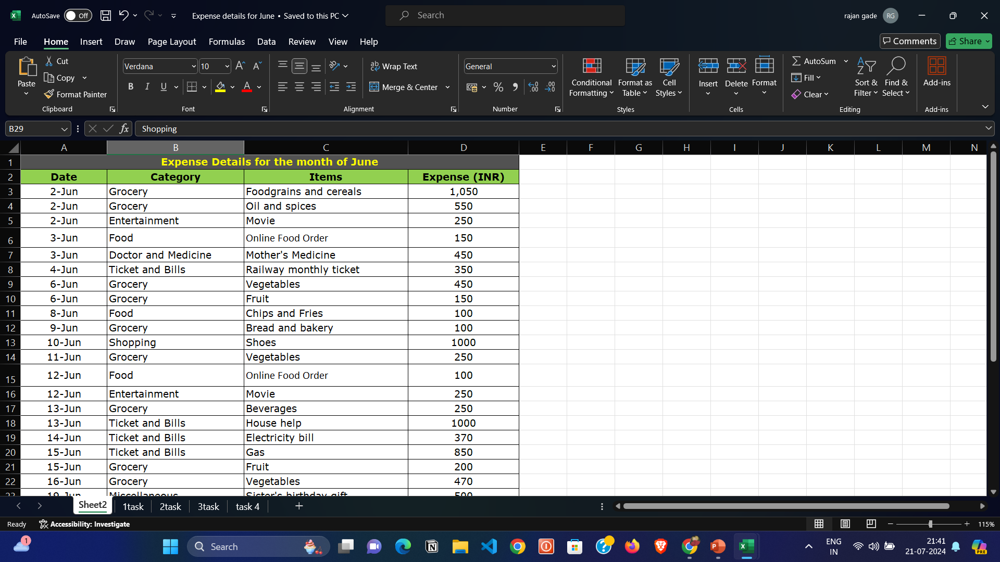 AutoSave Off Expense details for June • Saved to this PC Search rajan gade RG
File Home Insert Draw Page Layout Formulas Data Review View Help Comments Share
Paste Cut Copy Format Painter Clipboard
Verdana 10 B I U A Font
Wrap Text Merge & Center Alignment
General % Number
Conditional Formatting Format as Table Cell Styles Styles
Insert Delete Format Cells
AutoSum Fill Clear Sort & Filter Find & Select Editing
Add-ins Add-ins
B29 fx Shopping
A B C D E F G H I J K L M N
1 Expense Details for the month of June
2 Date Category Items Expense (INR)
3 2-Jun Grocery Foodgrains and cereals 1,050
4 2-Jun Grocery Oil and spices 550
5 2-Jun Entertainment Movie 250
6 3-Jun Food Online Food Order 150
7 3-Jun Doctor and Medicine Mother's Medicine 450
8 4-Jun Ticket and Bills Railway monthly ticket 350
9 6-Jun Grocery Vegetables 450
10 6-Jun Grocery Fruit 150
11 8-Jun Food Chips and Fries 100
12 9-Jun Grocery Bread and bakery 100
13 10-Jun Shopping Shoes 1000
14 11-Jun Grocery Vegetables 250
15 12-Jun Food Online Food Order 100
16 12-Jun Entertainment Movie 250
17 13-Jun Grocery Beverages 250
18 13-Jun Ticket and Bills House help 1000
19 14-Jun Ticket and Bills Electricity bill 370
20 15-Jun Ticket and Bills Gas 850
21 15-Jun Grocery Fruit 200
22 16-Jun Grocery Vegetables 470
23 19-Jun Miscellaneous Sister's birthday gift 500
Sheet2 1task 2task 3task task 4
Ready Accessibility: Investigate 115%
1 Search ENG IN 21:41 21-07-2024 PRE